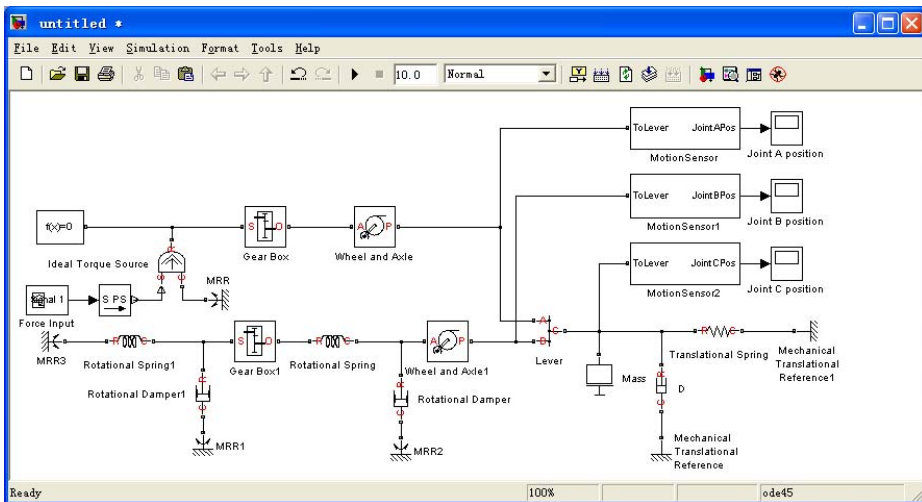 untitled *
File Edit View Simulation Format Tools Help
10.0 Normal
ToLever JointAPos
MotionSensor
Joint A position
ToLever JointBPos
MotionSensor1
Joint B position
ToLever JointCPos
MotionSensor2
Joint C position
f(x)=0
S O
Gear Box
A P
Wheel and Axle
Ideal Torque Source
R
S C
MRR
Signal 1
S PS
Force Input
MRR3
R C
Rotational Spring1
S O
Gear Box1
R C
Rotational Spring
A P
Wheel and Axle1
A
B
C
Lever
R C
Translational Spring
Mechanical
Translational
Reference1
Mass
R
C
D
Rotational Damper1
R
C
MRR1
Rotational Damper
R
C
MRR2
Mechanical
Translational
Reference
Ready 100% ode45